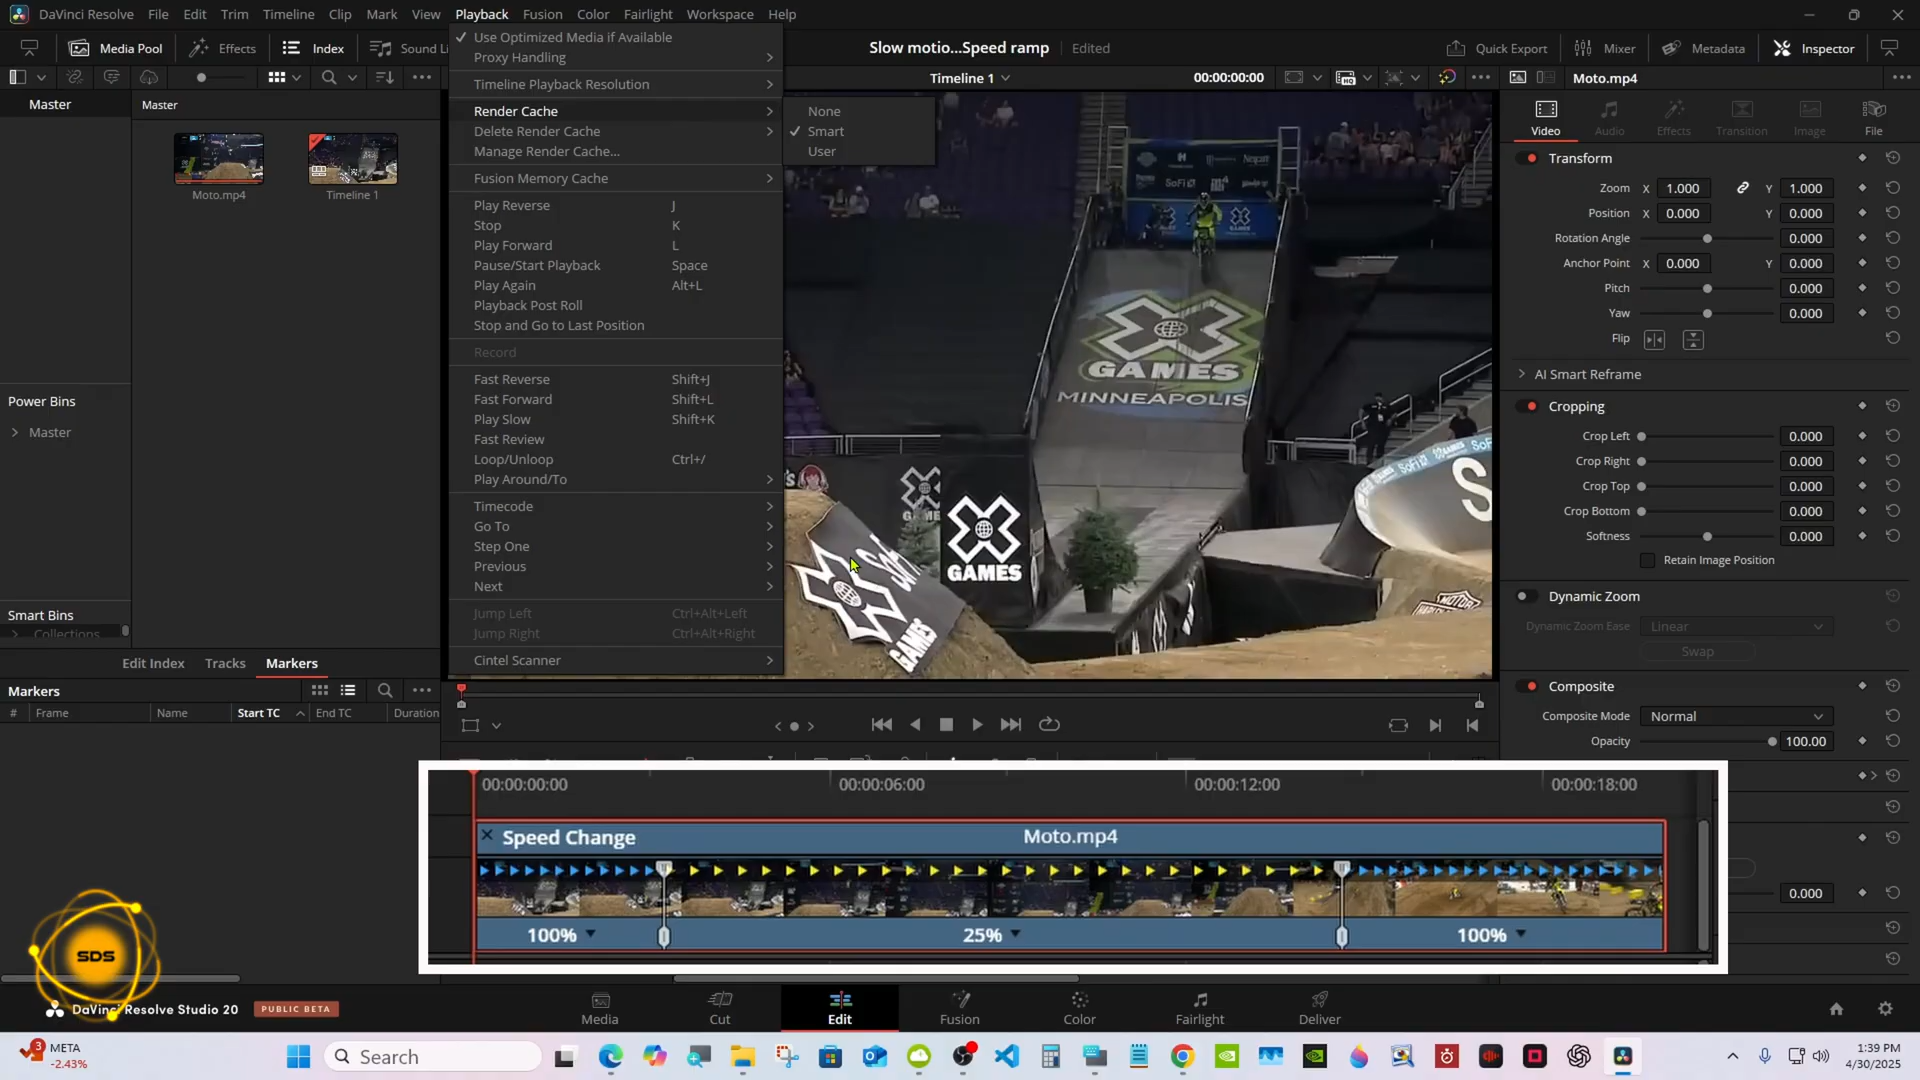 DaVinci Resolve File Edit Trim Timeline Clip Mark View Playback Fusion Color Fairlight Workspace Help
Media Pool Effects Index Sound Li
Slow motio...Speed ramp Edited
Quick Export Mixer Metadata Inspector
Timeline 1 00:00:00:00
Moto.mp4
Master
Master
Moto.mp4
Timeline 1
Power Bins
Master
Smart Bins
Collections
Use Optimized Media if Available
Proxy Handling
Timeline Playback Resolution
Render Cache
Delete Render Cache
Manage Render Cache...
Fusion Memory Cache
Play Reverse J
Stop K
Play Forward L
Pause/Start Playback Space
Play Again Alt+L
Playback Post Roll
Stop and Go to Last Position
Record
Fast Reverse Shift+J
Fast Forward Shift+L
Play Slow Shift+K
Fast Review
Loop/Unloop Ctrl+/
Play Around/To
Timecode
Go To
Step One
Previous
Next
Jump Left Ctrl+Alt+Left
Jump Right Ctrl+Alt+Right
Cintel Scanner
None
Smart
User
SoFi
GAMES
MINNEAPOLIS
GAMES
GAMES
SoFi
S
Video Audio Effects Transition Image File
Transform
Zoom X 1.000 Y 1.000
Position X 0.000 Y 0.000
Rotation Angle 0.000
Anchor Point X 0.000 Y 0.000
Pitch 0.000
Yaw 0.000
Flip
AI Smart Reframe
Cropping
Crop Left 0.000
Crop Right 0.000
Crop Top 0.000
Crop Bottom 0.000
Softness 0.000
Retain Image Position
Dynamic Zoom
Dynamic Zoom Ease Linear
Swap
Composite
Composite Mode Normal
Opacity 100.00
0.000
Edit Index Tracks Markers
Markers
# Frame Name Start TC End TC Duration
00:00:00:00 00:00:06:00 00:00:12:00 00:00:18:00
Speed Change Moto.mp4
100% 25% 100%
SDS
DaVinci Resolve Studio 20 PUBLIC BETA
Media Cut Edit Fusion Color Fairlight Deliver
3 META
-2.43%
Search
1:39 PM
4/30/2025